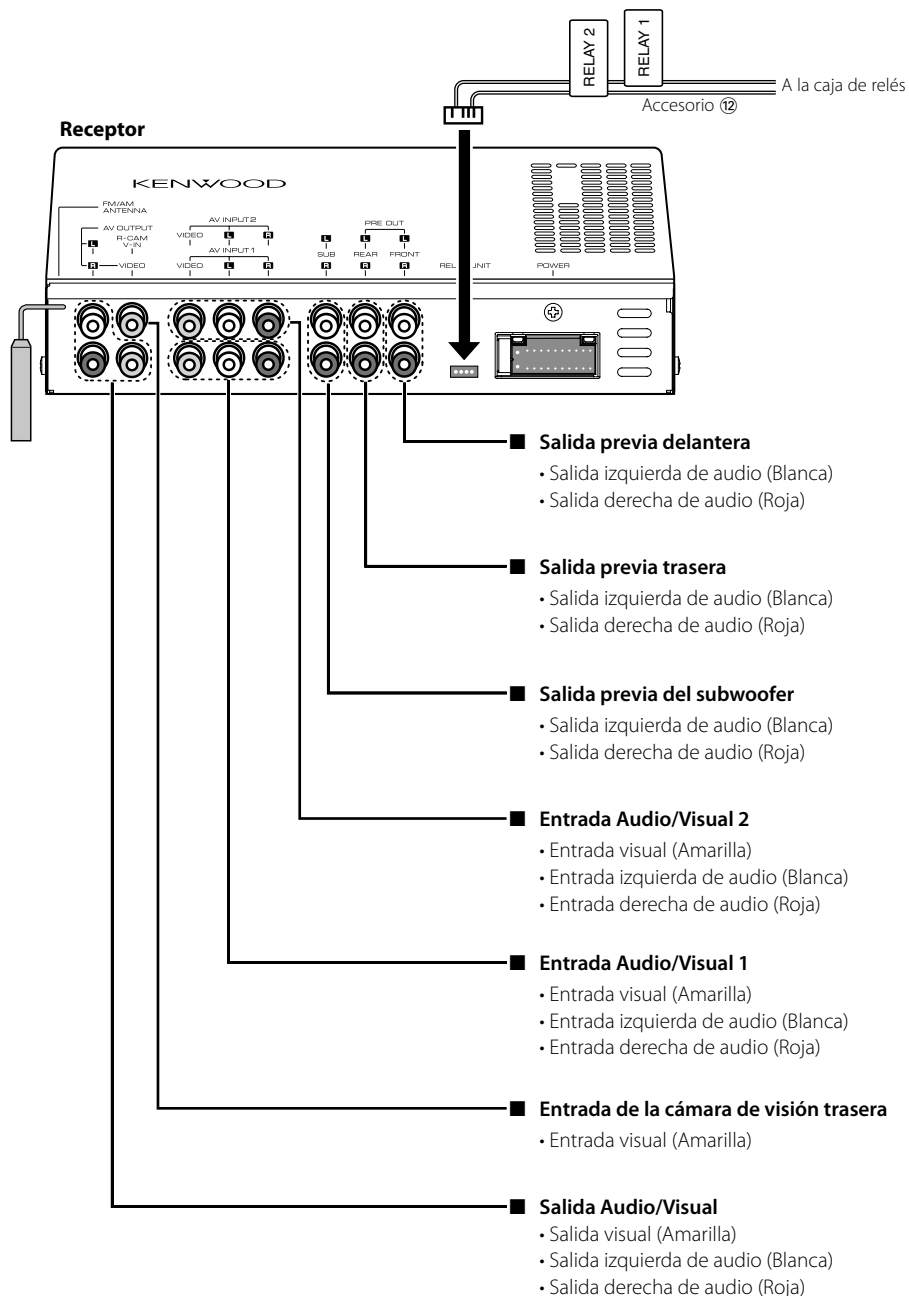 RELAY 2
RELAY 1
A la caja de relés
Accesorio ⑫
Receptor
KENWOOD
FM/AM
ANTENNA
AV OUTPUT
L
R-CAM
V-IN
R
VIDEO
AV INPUT2
VIDEO L R
AV INPUT1
VIDEO L R
PRE OUT
L L L
SUB REAR FRONT
R R R
POWER
■ Salida previa delantera
• Salida izquierda de audio (Blanca)
• Salida derecha de audio (Roja)
■ Salida previa trasera
• Salida izquierda de audio (Blanca)
• Salida derecha de audio (Roja)
■ Salida previa del subwoofer
• Salida izquierda de audio (Blanca)
• Salida derecha de audio (Roja)
■ Entrada Audio/Visual 2
• Entrada visual (Amarilla)
• Entrada izquierda de audio (Blanca)
• Entrada derecha de audio (Roja)
■ Entrada Audio/Visual 1
• Entrada visual (Amarilla)
• Entrada izquierda de audio (Blanca)
• Entrada derecha de audio (Roja)
■ Entrada de la cámara de visión trasera
• Entrada visual (Amarilla)
■ Salida Audio/Visual
• Salida visual (Amarilla)
• Salida izquierda de audio (Blanca)
• Salida derecha de audio (Roja)